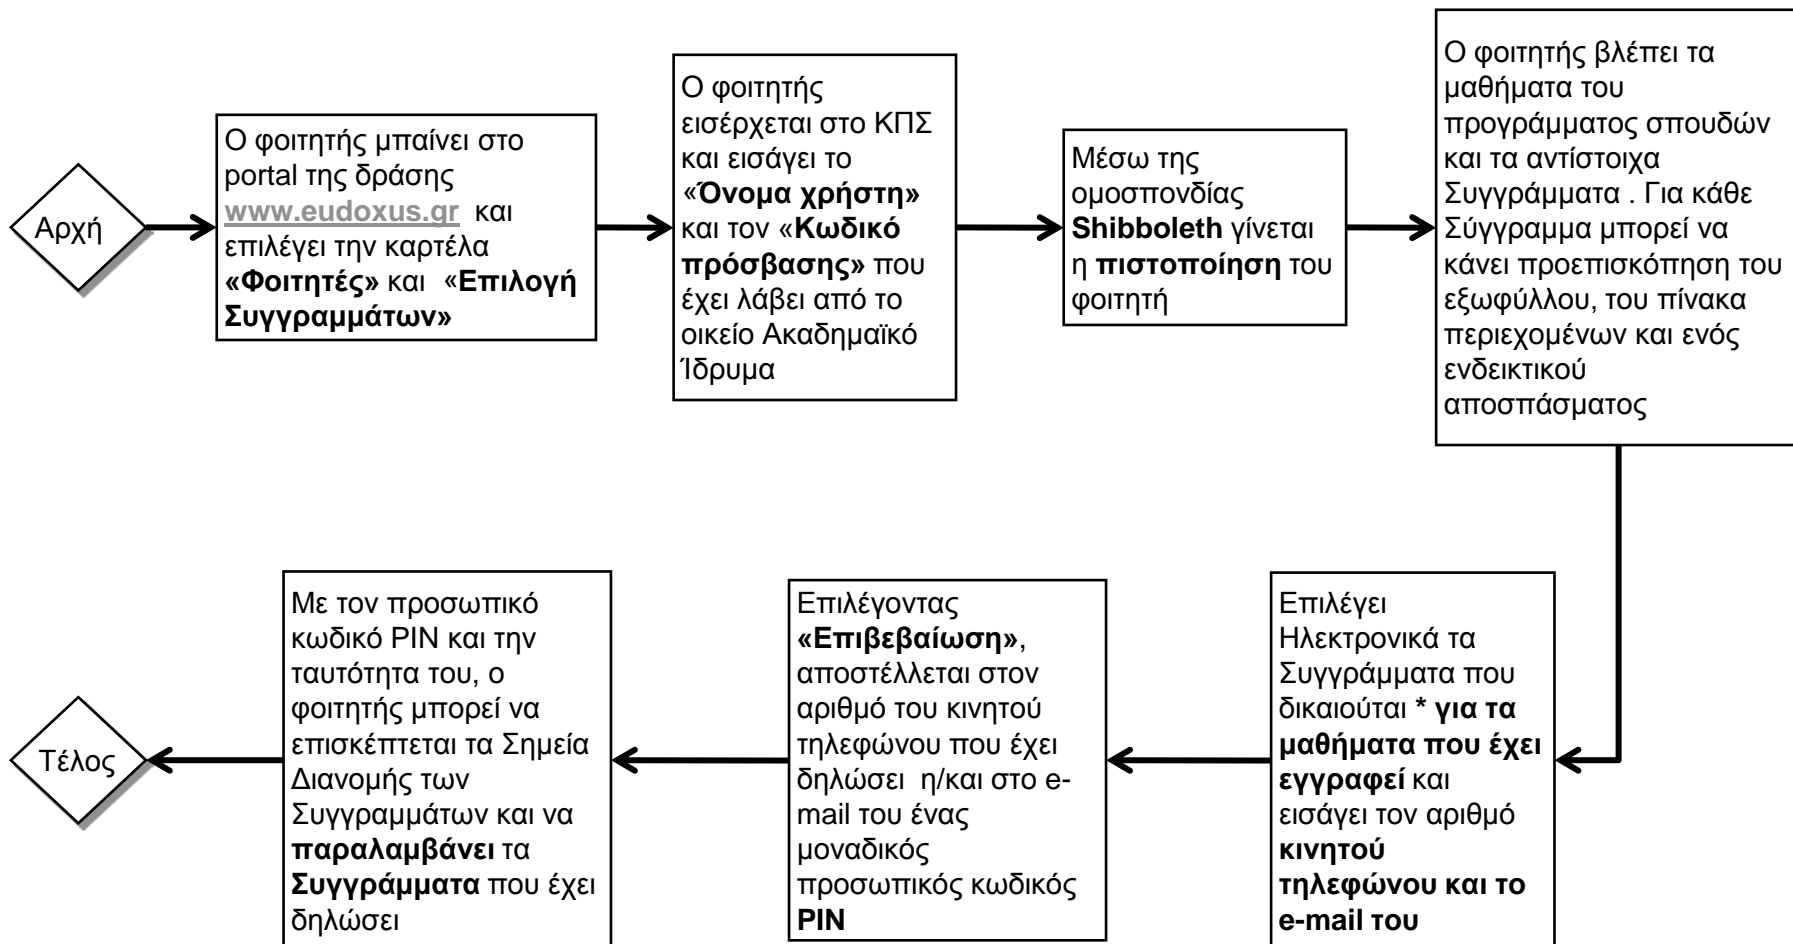 Αρχή
Ο φοιτητής μπαίνει στο
portal της δράσης
www.eudoxus.gr και
επιλέγει την καρτέλα
«Φοιτητές» και «Επιλογή
Συγγραμμάτων»
Ο φοιτητής
εισέρχεται στο ΚΠΣ
και εισάγει το
«Όνομα χρήστη»
και τον «Κωδικό
πρόσβασης» που
έχει λάβει από το
οικείο Ακαδημαϊκό
Ίδρυμα
Μέσω της
ομοσπονδίας
Shibboleth γίνεται
η πιστοποίηση του
φοιτητή
Ο φοιτητής βλέπει τα
μαθήματα του
προγράμματος σπουδών
και τα αντίστοιχα
Συγγράμματα . Για κάθε
Σύγγραμμα μπορεί να
κάνει προεπισκόπηση του
εξωφύλλου, του πίνακα
περιεχομένων και ενός
ενδεικτικού
αποσπάσματος
Επιλέγει
Ηλεκτρονικά τα
Συγγράμματα που
δικαιούται * για τα
μαθήματα που έχει
εγγραφεί και
εισάγει τον αριθμό
κινητού
τηλεφώνου και το
e-mail του
Επιλέγοντας
«Επιβεβαίωση»,
αποστέλλεται στον
αριθμό του κινητού
τηλεφώνου που έχει
δηλώσει η/και στο e-
mail του ένας
μοναδικός
προσωπικός κωδικός
PIN
Με τον προσωπικό
κωδικό PIN και την
ταυτότητα του, ο
φοιτητής μπορεί να
επισκέπτεται τα Σημεία
Διανομής των
Συγγραμμάτων και να
παραλαμβάνει τα
Συγγράμματα που έχει
δηλώσει
Τέλος